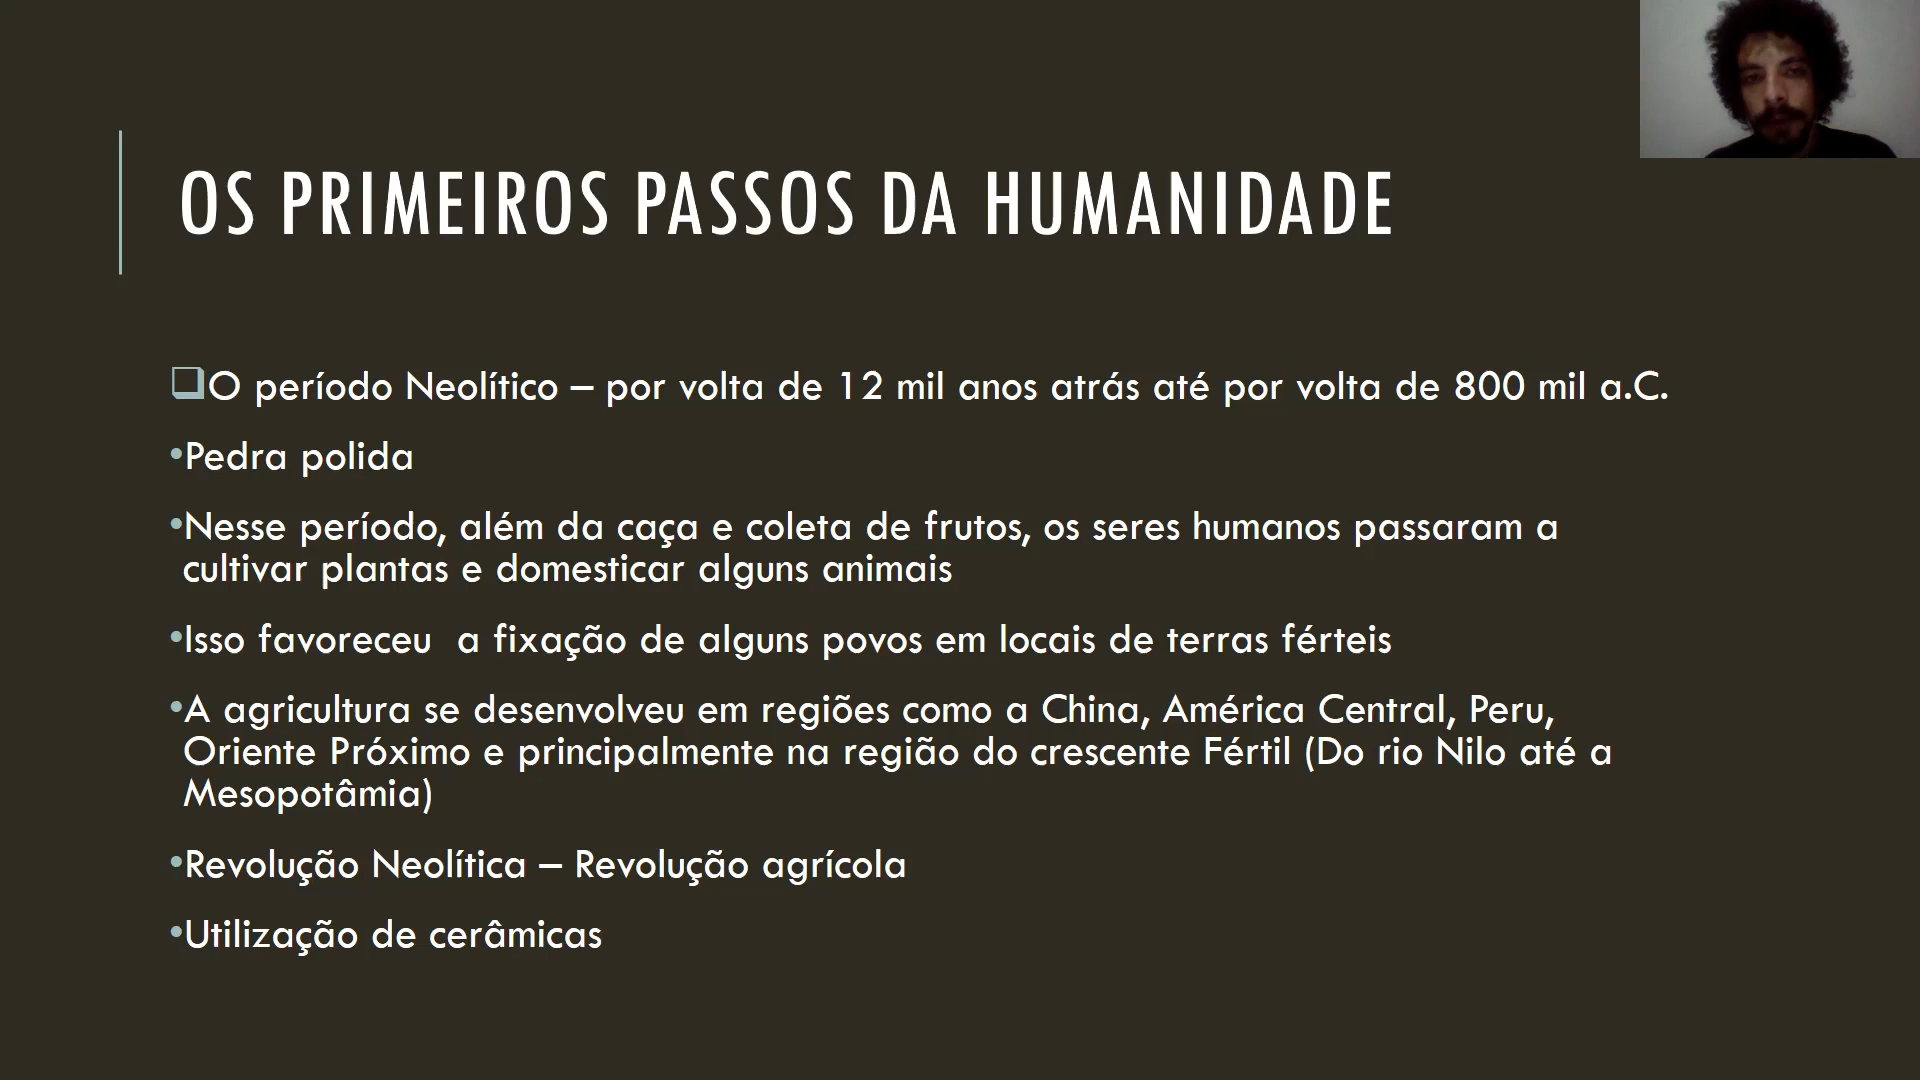 OS PRIMEIROS PASSOS DA HUMANIDADE
O período Neolítico – por volta de 12 mil anos atrás até por volta de 800 mil a.C.
•Pedra polida
•Nesse período, além da caça e coleta de frutos, os seres humanos passaram a
cultivar plantas e domesticar alguns animais
•Isso favoreceu  a fixação de alguns povos em locais de terras férteis
•A agricultura se desenvolveu em regiões como a China, América Central, Peru,
Oriente Próximo e principalmente na região do crescente Fértil (Do rio Nilo até a
Mesopotâmia)
•Revolução Neolítica – Revolução agrícola
•Utilização de cerâmicas